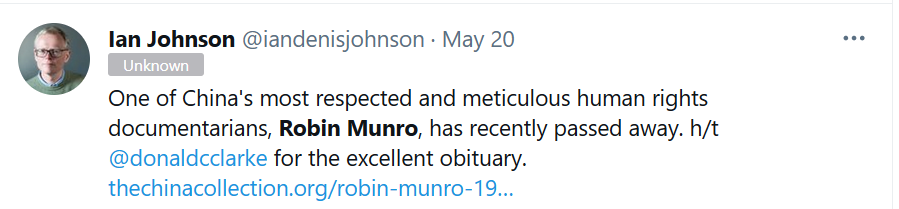 Ian Johnson @iandenisjohnson · May 20 ...
Unknown
One of China's most respected and meticulous human rights
documentarians, Robin Munro, has recently passed away. h/t
@donaldcclarke for the excellent obituary.
thechinacollection.org/robin-munro-19...